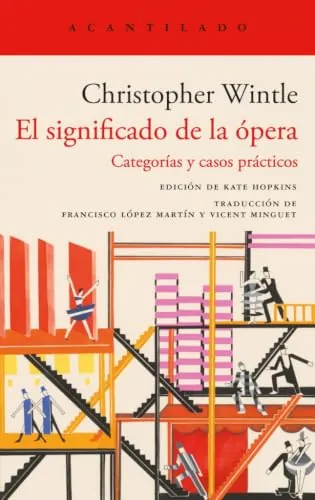 ACANTILADO
Christopher Wintle
El significado de la ópera
Categorías y casos prácticos
EDICIÓN DE KATE HOPKINS
TRADUCCIÓN DE
FRANCISCO LÓPEZ MARTÍN Y VICENT MINGUET